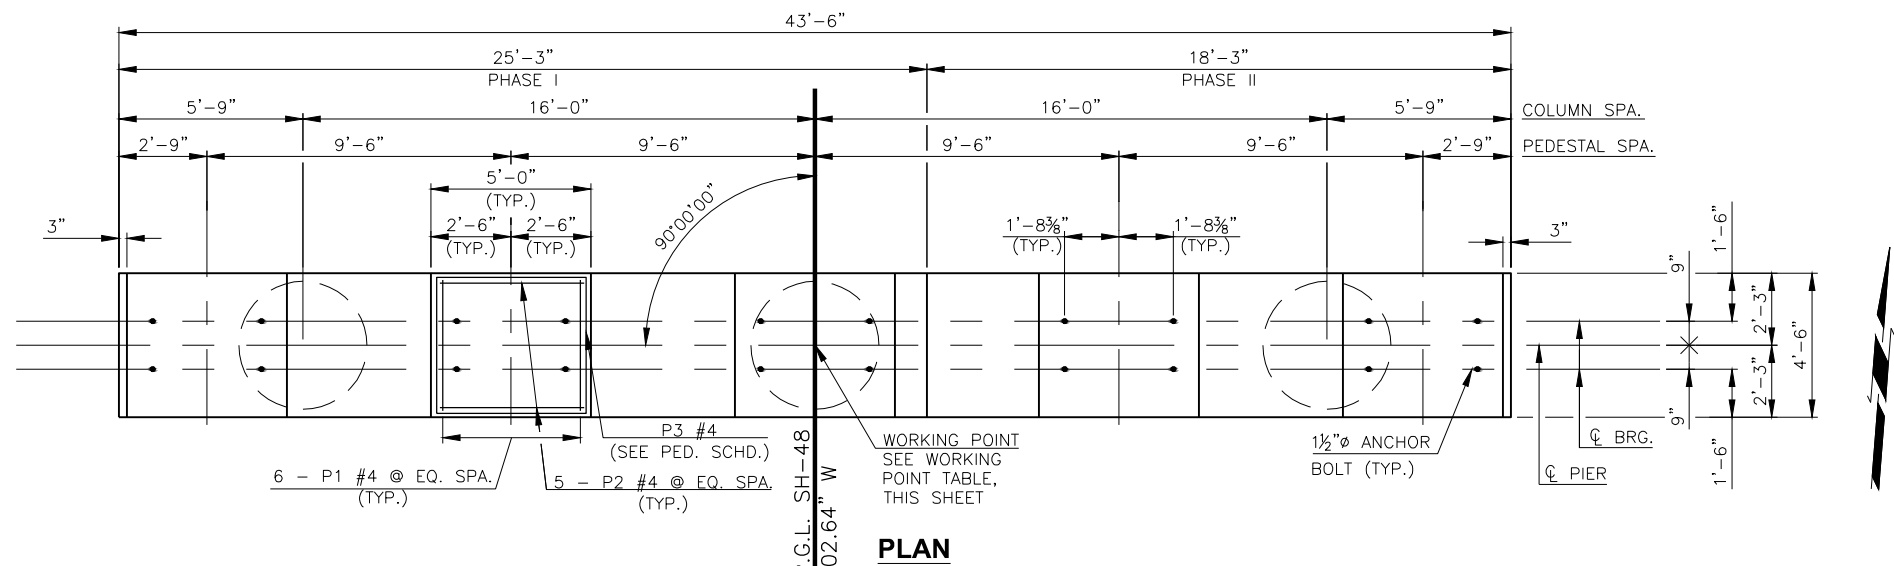 43'-6"
25'-3"
PHASE I
18'-3"
PHASE II
5'-9"
16'-0"
16'-0"
5'-9"
COLUMN SPA.
2'-9"
9'-6"
9'-6"
9'-6"
9'-6"
2'-9"
PEDESTAL SPA.
5'-0"
(TYP.)
2'-6"
(TYP.)
2'-6"
(TYP.)
90°00'00"
1'-8⅜"
(TYP.)
1'-8⅜"
(TYP.)
3"
3"
1'-6"
9"
2'-3"
4'-6"
2'-3"
9"
1'-6"
P3 #4
(SEE PED. SCHD.)
6 - P1 #4 @ EQ. SPA.
(TYP.)
5 - P2 #4 @ EQ. SPA.
(TYP.)
WORKING POINT
SEE WORKING
POINT TABLE,
THIS SHEET
1½"ø ANCHOR
BOLT (TYP.)
℄ BRG.
℄ PIER
.G.L. SH-48
02.64" W
PLAN